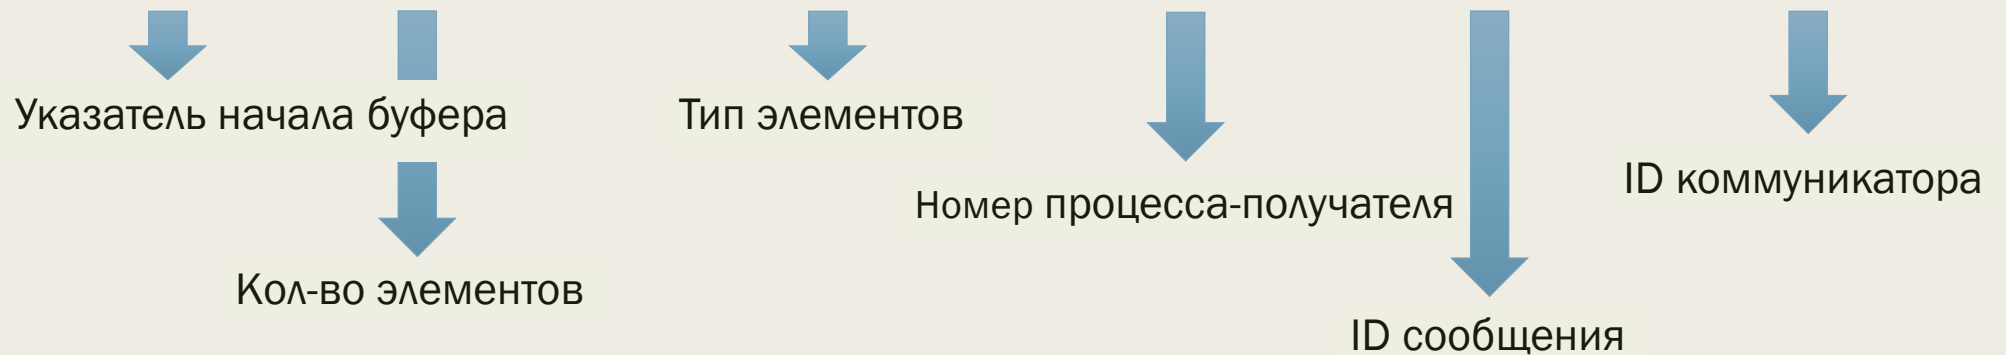 Указатель начала буфера
Тип элементов
ID коммуникатора
Номер процесса-получателя
Кол-во элементов
ID сообщения